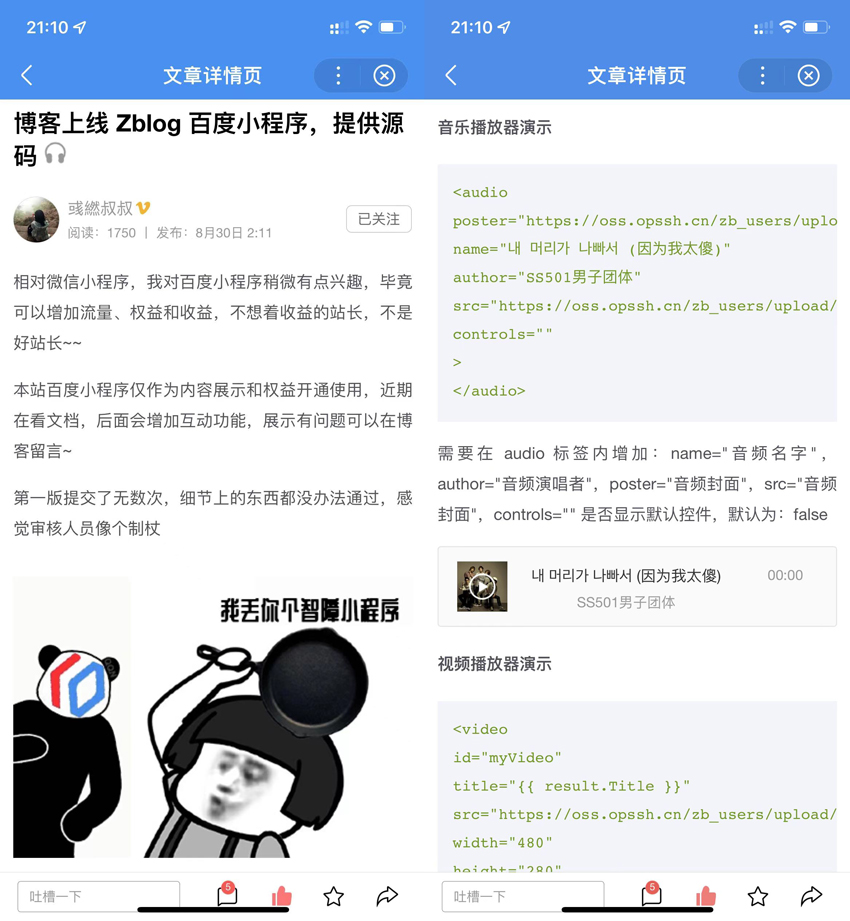 21:10
文章详情页
博客上线 Zblog 百度小程序，提供源
码
彧繎叔叔
已关注
阅读：1750 丨 发布：8月30日 2:11
相对微信小程序，我对百度小程序稍微有点兴趣，毕竟
可以增加流量、权益和收益，不想着收益的站长，不是
好站长~~
本站百度小程序仅作为内容展示和权益开通使用，近期
在看文档，后面会增加互动功能，展示有问题可以在博
客留言~
第一版提交了无数次，细节上的东西都没办法通过，感
觉审核人员像个制杖
我丢你个智障小程序
吐槽一下
5
21:10
文章详情页
音乐播放器演示
<audio
poster="https://oss.opssh.cn/zb_users/uplo
name="내 머리가 나빠서 (因为我太傻)"
author="SS501男子团体"
src="https://oss.opssh.cn/zb_users/upload/
controls=""
>
</audio>
需要在 audio 标签内增加：name="音频名字"，
author="音频演唱者"，poster="音频封面"，src="音频
封面"，controls="" 是否显示默认控件，默认为：false
내 머리가 나빠서 (因为我太傻)
00:00
SS501男子团体
视频播放器演示
<video
id="myVideo"
title="{{ result.Title }}"
src="https://oss.opssh.cn/zb_users/upload/
width="480"
height="280"
吐槽一下
5